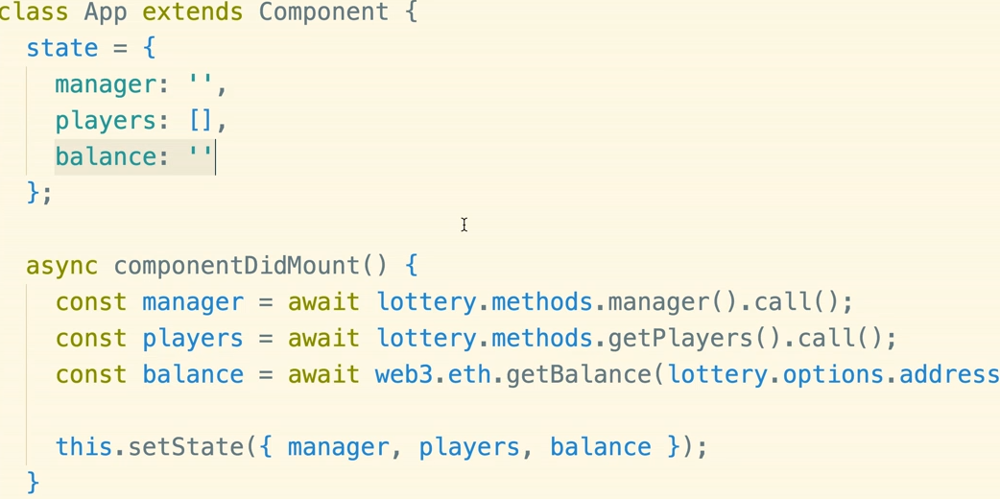 class App extends Component {
state = {
manager: '',
players: [],
balance: ''
};
async componentDidMount() {
const manager = await lottery.methods.manager().call();
const players = await lottery.methods.getPlayers().call();
const balance = await web3.eth.getBalance(lottery.options.address
this.setState({ manager, players, balance });
}